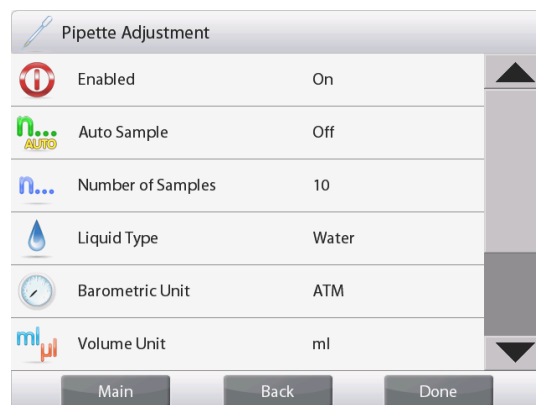 Pipette Adjustment
Enabled On
n... AUTO Auto Sample Off
n... Number of Samples 10
Liquid Type Water
Barometric Unit ATM
ml µl Volume Unit ml
Main Back Done